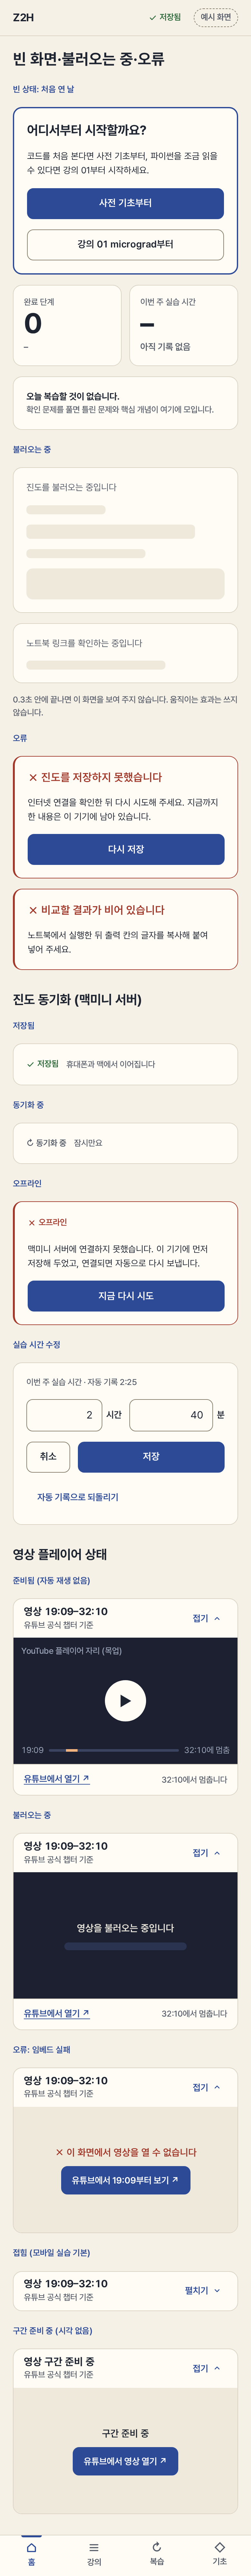 Z2H
✓ 저장됨
예시 화면
빈 화면·불러오는 중·오류
빈 상태: 처음 연 날
어디서부터 시작할까요?
코드를 처음 본다면 사전 기초부터, 파이썬을 조금 읽을
수 있다면 강의 01부터 시작하세요.
사전 기초부터
강의 01 micrograd부터
완료 단계
0
–
이번 주 실습 시간
–
아직 기록 없음
오늘 복습할 것이 없습니다.
확인 문제를 풀면 틀린 문제와 핵심 개념이 여기에 모입니다.
불러오는 중
진도를 불러오는 중입니다
노트북 링크를 확인하는 중입니다
0.3초 안에 끝나면 이 화면을 보여 주지 않습니다. 움직이는 효과는 쓰지
않습니다.
오류
× 진도를 저장하지 못했습니다
인터넷 연결을 확인한 뒤 다시 시도해 주세요. 지금까지
한 내용은 이 기기에 남아 있습니다.
다시 저장
× 비교할 결과가 비어 있습니다
노트북에서 실행한 뒤 출력 칸의 글자를 복사해 붙여
넣어 주세요.
진도 동기화 (맥미니 서버)
저장됨
✓ 저장됨 휴대폰과 맥에서 이어집니다
동기화 중
↻ 동기화 중 잠시만요
오프라인
× 오프라인
맥미니 서버에 연결하지 못했습니다. 이 기기에 먼저
저장해 두었고, 연결되면 자동으로 다시 보냅니다.
지금 다시 시도
실습 시간 수정
이번 주 실습 시간 · 자동 기록 2:25
2 시간 40 분
취소 저장
자동 기록으로 되돌리기
영상 플레이어 상태
준비됨 (자동 재생 없음)
영상 19:09–32:10
유튜브 공식 챕터 기준
접기
YouTube 플레이어 자리 (목업)
19:09 32:10에 멈춤
유튜브에서 열기 ↗ 32:10에서 멈춥니다
불러오는 중
영상 19:09–32:10
유튜브 공식 챕터 기준
접기
영상을 불러오는 중입니다
유튜브에서 열기 ↗ 32:10에서 멈춥니다
오류: 임베드 실패
영상 19:09–32:10
유튜브 공식 챕터 기준
접기
× 이 화면에서 영상을 열 수 없습니다
유튜브에서 19:09부터 보기 ↗
접힘 (모바일 실습 기본)
영상 19:09–32:10
유튜브 공식 챕터 기준
펼치기
구간 준비 중 (시각 없음)
영상 구간 준비 중
유튜브 공식 챕터 기준
접기
구간 준비 중
유튜브에서 영상 열기 ↗
홈 강의 복습 기초